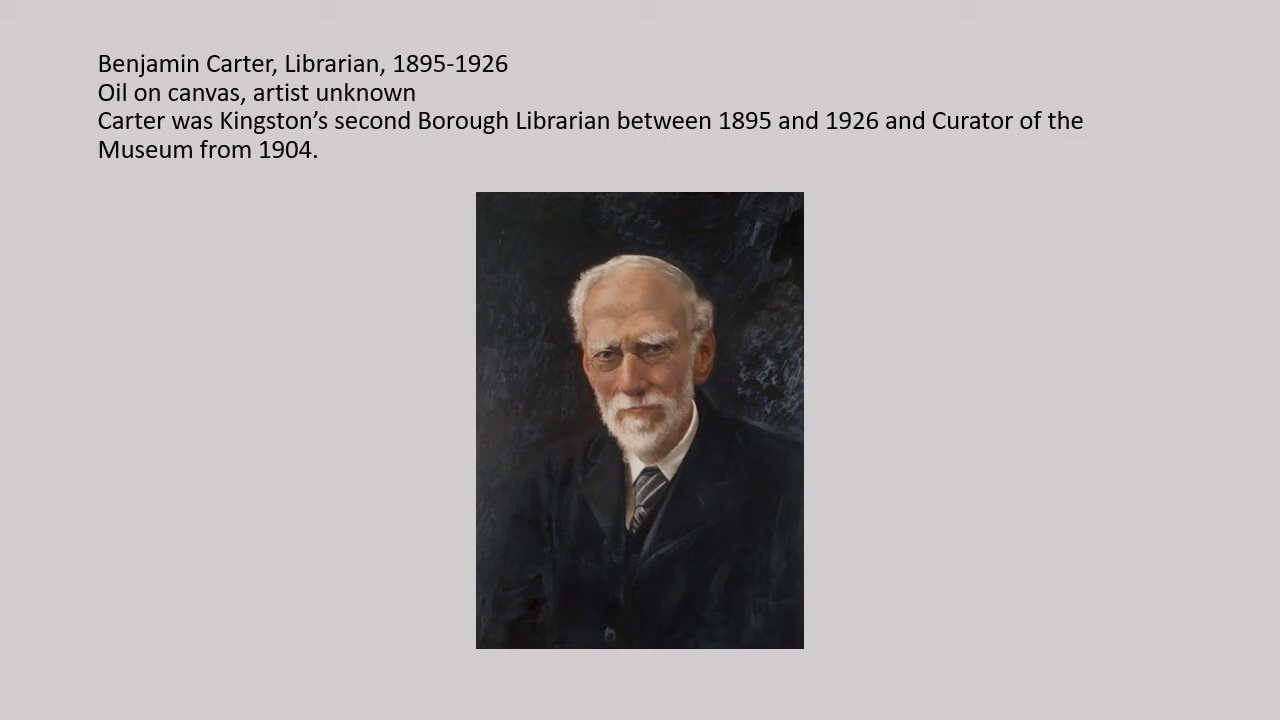 Benjamin Carter, Librarian, 1895-1926
Oil on canvas, artist unknown
Carter was Kingston’s second Borough Librarian between 1895 and 1926 and Curator of the
Museum from 1904.